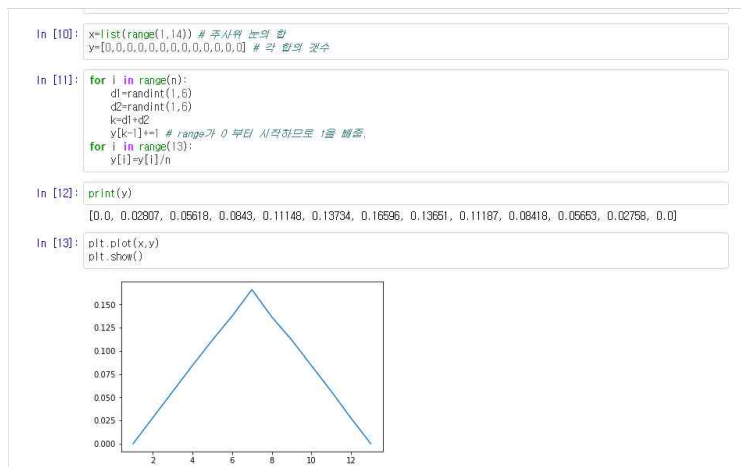 In [10]: x=list(range(1,14)) # 주사위 눈의 합
y=[0,0,0,0,0,0,0,0,0,0,0,0,0] # 각 합의 갯수
In [11]: for i in range(n):
d1=randint(1,6)
d2=randint(1,6)
k=d1+d2
y[k-1]+=1 # range가 0 부터 시작하므로 1을 빼줌.
for i in range(13):
y[i]=y[i]/n
In [12]: print(y)
[0.0, 0.02807, 0.05618, 0.0843, 0.11148, 0.13734, 0.16596, 0.13651, 0.11187, 0.08418, 0.05653, 0.02758, 0.0]
In [13]: plt.plot(x,y)
plt.show()
0.150
0.125
0.100
0.075
0.050
0.025
0.000
2 4 6 8 10 12